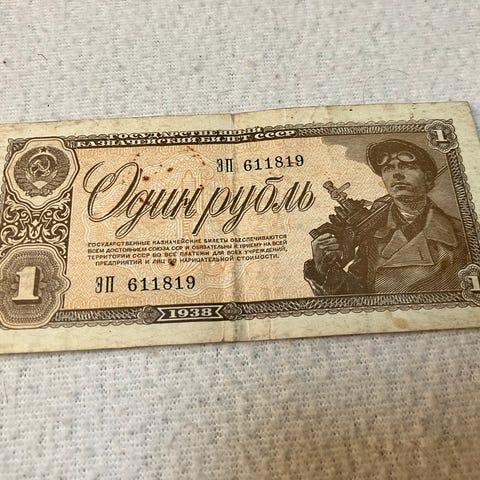 ГОСУДАРСТВЕННЫЙ
КАЗНАЧЕЙСКИЙ БИЛЕТ СССР
1
ЭП 611819
Один рубль
ГОСУДАРСТВЕННЫЕ КАЗНАЧЕЙСКИЕ БИЛЕТЫ ОБЕСПЕЧИВАЮТСЯ
ВСЕМ ДОСТОЯНИЕМ СОЮЗА ССР И ОБЯЗАТЕЛЬНЫ К ПРИЕМУ НА ВСЕЙ
ТЕРРИТОРИИ СССР ВО ВСЕ ПЛАТЕЖИ ДЛЯ ВСЕХ УЧРЕЖДЕНИЙ,
ПРЕДПРИЯТИЙ И ЛИЦ ПО НАРИЦАТЕЛЬНОЙ СТОИМОСТИ.
1
ЭП 611819
1
1938